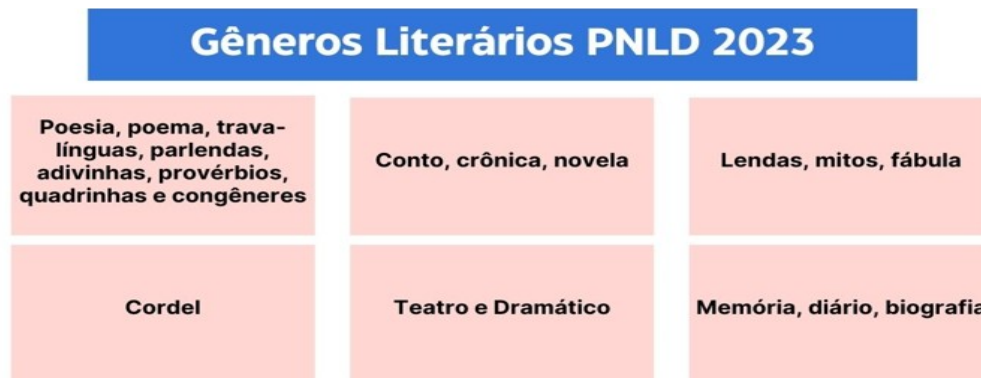 Gêneros Literários PNLD 2023
Poesia, poema, trava-
línguas, parlendas,
adivinhas, provérbios,
quadrinhas e congêneres
Conto, crônica, novela
Lendas, mitos, fábula
Cordel
Teatro e Dramático
Memória, diário, biografia